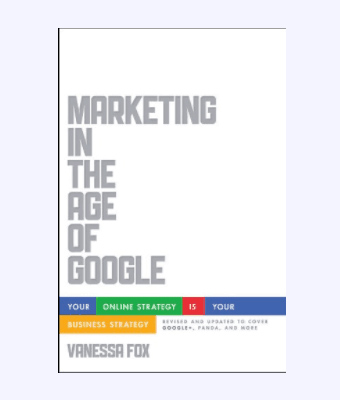 MARKETING
IN
THE
AGE
OF
GOOGLE
YOUR ONLINE STRATEGY IS YOUR
BUSINESS STRATEGY
REVISED AND UPDATED TO COVER
GOOGLE+, PANDA, AND MORE
VANESSA FOX